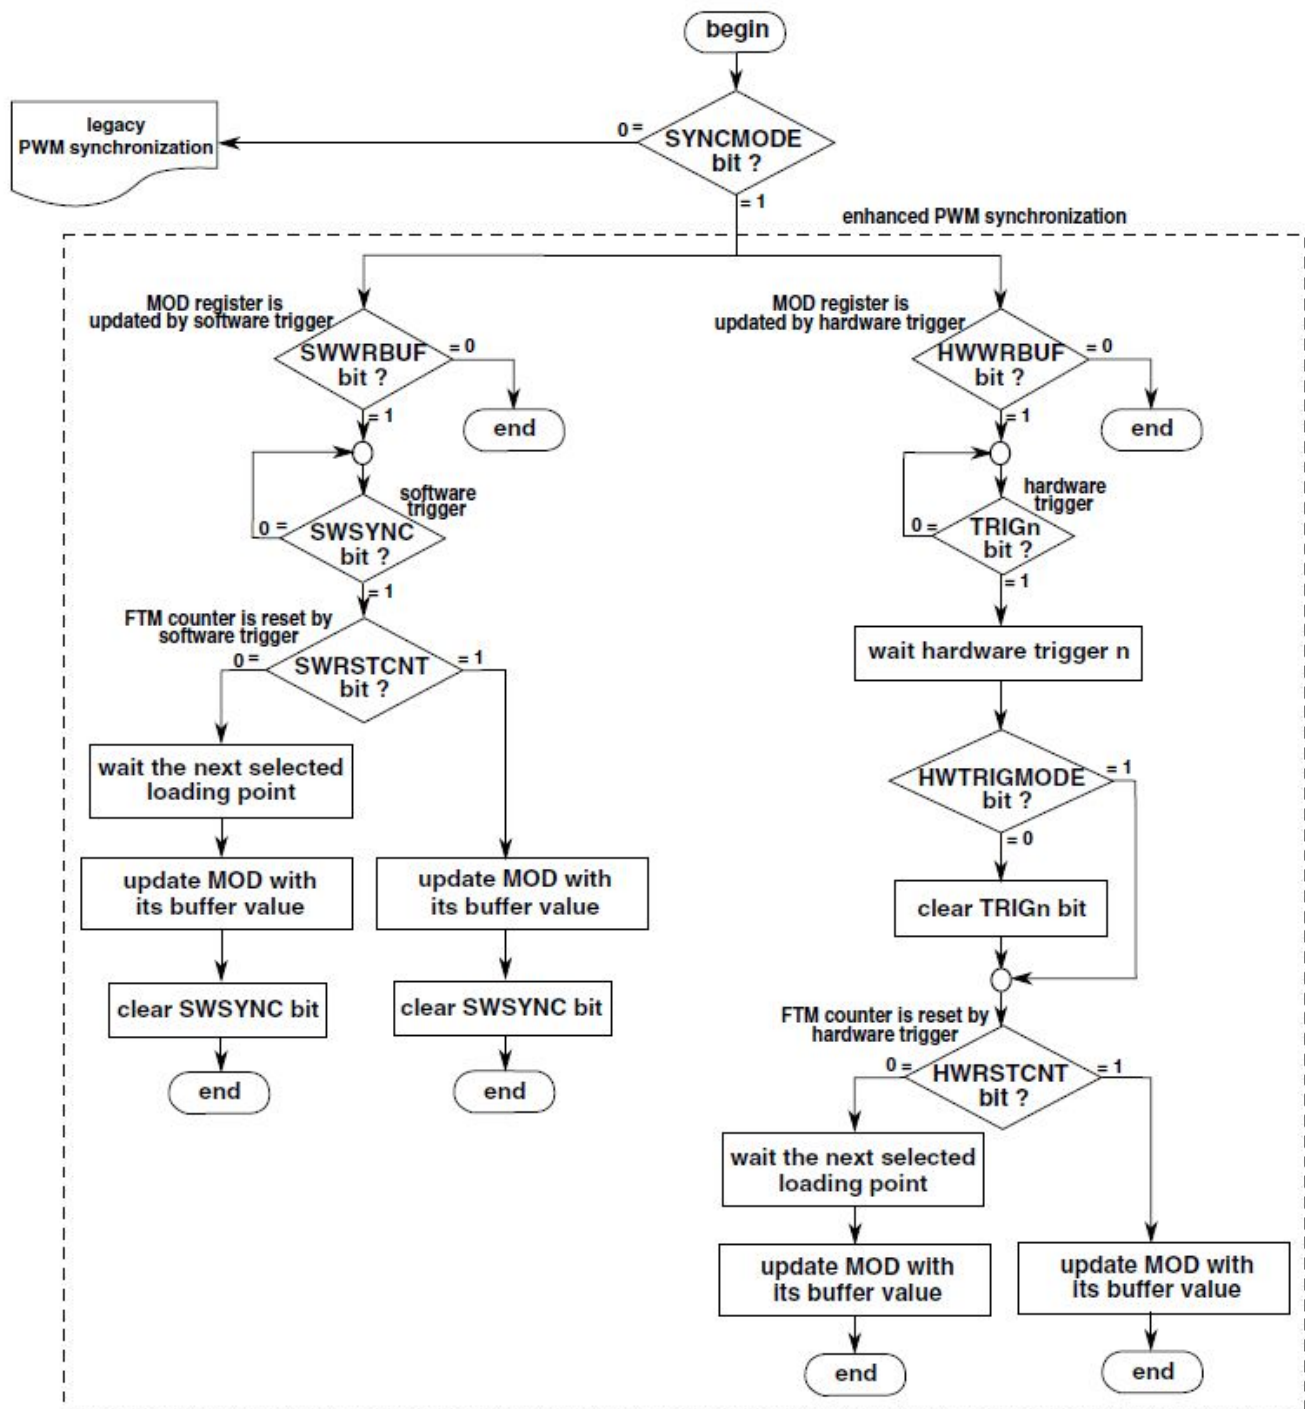 begin
legacy
PWM synchronization
0 =
SYNCMODE
bit ?
= 1
enhanced PWM synchronization
MOD register is
updated by software trigger
SWWRBUF
bit ?
= 0
end
= 1
software
trigger
0 =
SWSYNC
bit ?
= 1
FTM counter is reset by
software trigger
0 =
SWRSTCNT
bit ?
= 1
wait the next selected
loading point
update MOD with
its buffer value
clear SWSYNC bit
end
update MOD with
its buffer value
clear SWSYNC bit
end
MOD register is
updated by hardware trigger
HWWRBUF
bit ?
= 0
end
= 1
hardware
trigger
0 =
TRIGn
bit ?
= 1
wait hardware trigger n
HWTRIGMODE
bit ?
= 1
= 0
clear TRIGn bit
FTM counter is reset by
hardware trigger
0 =
HWRSTCNT
bit ?
= 1
wait the next selected
loading point
update MOD with
its buffer value
end
update MOD with
its buffer value
end